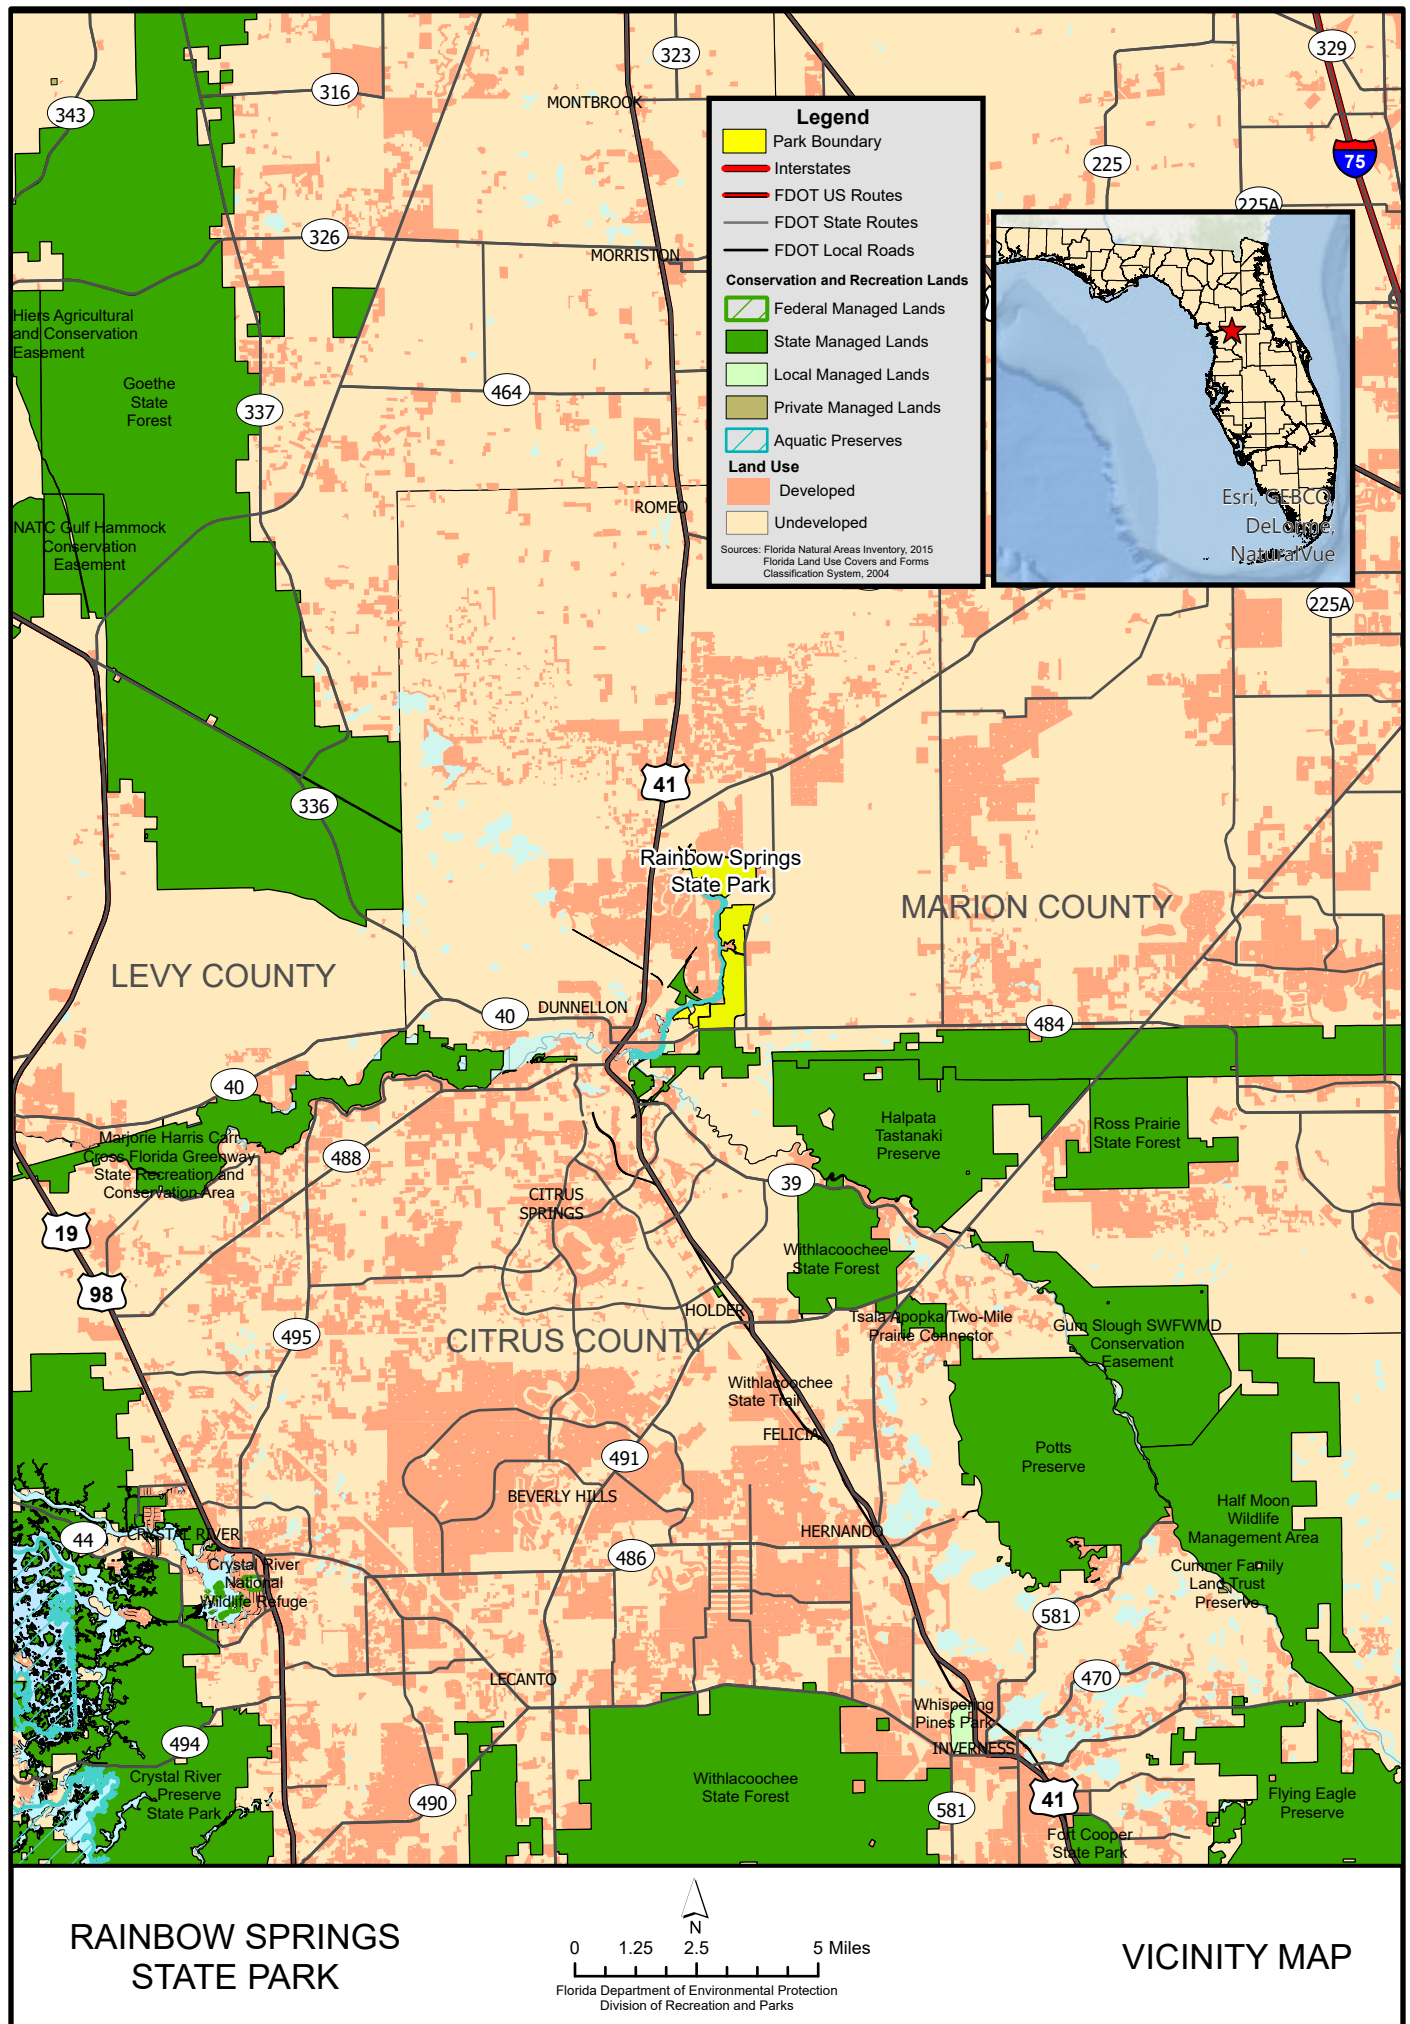 323
329
316
343
MONTBROOK
225
75
225A
326
MORRISTON
Legend
Park Boundary
Interstates
FDOT US Routes
FDOT State Routes
FDOT Local Roads
Conservation and Recreation Lands
Federal Managed Lands
State Managed Lands
Local Managed Lands
Private Managed Lands
Aquatic Preserves
Land Use
Developed
Undeveloped
Sources: Florida Natural Areas Inventory, 2015
Florida Land Use Covers and Forms
Classification System, 2004
Esri, GEBCO,
DeLorme,
NaturalVue
Hiers Agricultural
and Conservation
Easement
Goethe
State
Forest
337
464
ROMEO
NATC Gulf Hammock
Conservation
Easement
225A
41
336
Rainbow Springs
State Park
MARION COUNTY
LEVY COUNTY
40
DUNNELLON
484
40
Halpata
Tastanaki
Preserve
Ross Prairie
State Forest
Marjorie Harris Carr
Cross Florida Greenway
State Recreation and
Conservation Area
488
39
CITRUS
SPRINGS
19
98
Withlacoochee
State Forest
HOLDER
Tsala Apopka/Two-Mile
Prairie Connector
Gum Slough SWFWMD
Conservation
Easement
495
CITRUS COUNTY
Withlacoochee
State Trail
FELICIA
491
Potts
Preserve
BEVERLY HILLS
Half Moon
Wildlife
Management Area
44
CRYSTAL RIVER
HERNANDO
486
Crystal River
National
Wildlife Refuge
Cummer Family
Land Trust
Preserve
581
470
LECANTO
Whispering
Pines Park
INVERNESS
494
Crystal River
Preserve
State Park
490
Withlacoochee
State Forest
581
41
Flying Eagle
Preserve
Fort Cooper
State Park
RAINBOW SPRINGS
STATE PARK
N
0 1.25 2.5 5 Miles
Florida Department of Environmental Protection
Division of Recreation and Parks
VICINITY MAP